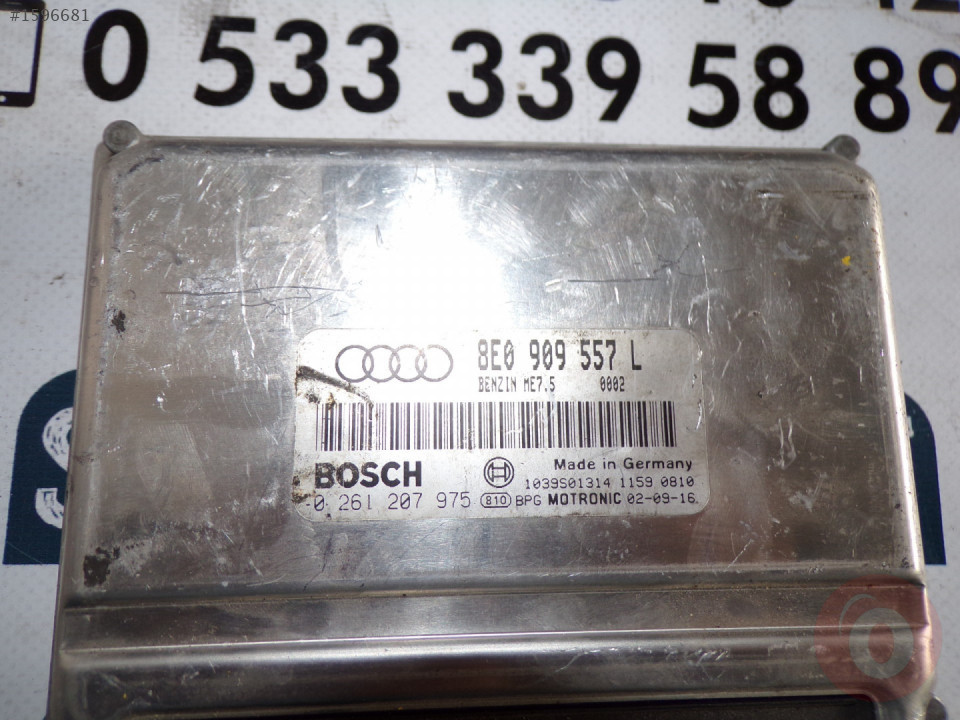 #1596681
0 533 339 58 89
8E0 909 557 L
BENZIN ME7.5 0002
BOSCH
Made in Germany
1039S01314 1159 0810
0 261 207 975 810 BPG MOTRONIC 02-09-16.